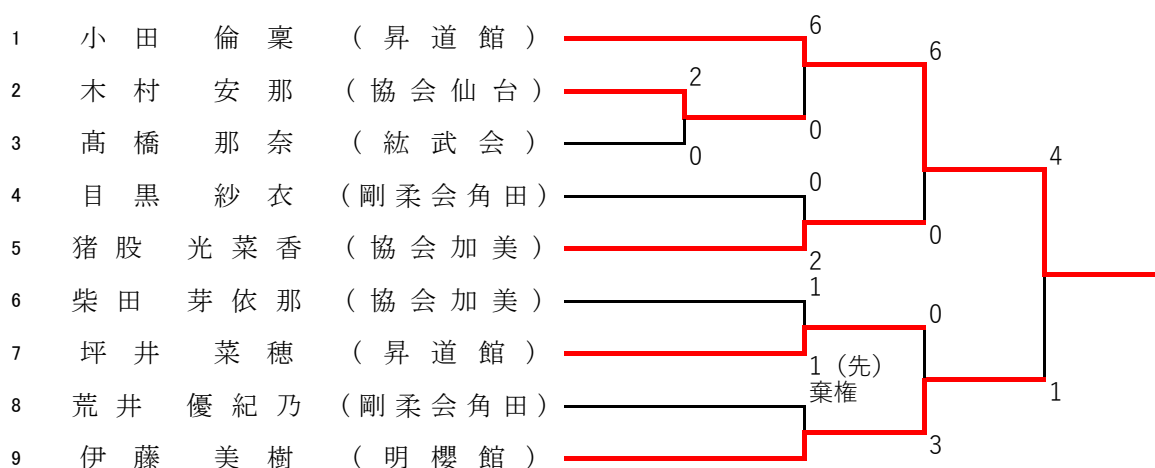 1 小田 倫稟 (昇道館)
2 木村 安那 (協会仙台)
3 髙橋 那奈 (紘武会)
4 目黒 紗衣 (剛柔会角田)
5 猪股 光菜香 (協会加美)
6 柴田 芽依那 (協会加美)
7 坪井 菜穂 (昇道館)
8 荒井 優紀乃 (剛柔会角田)
9 伊藤 美樹 (明櫻館)
2
0
6
0
0
2
1
1 (先)
棄権
6
0
0
3
4
1